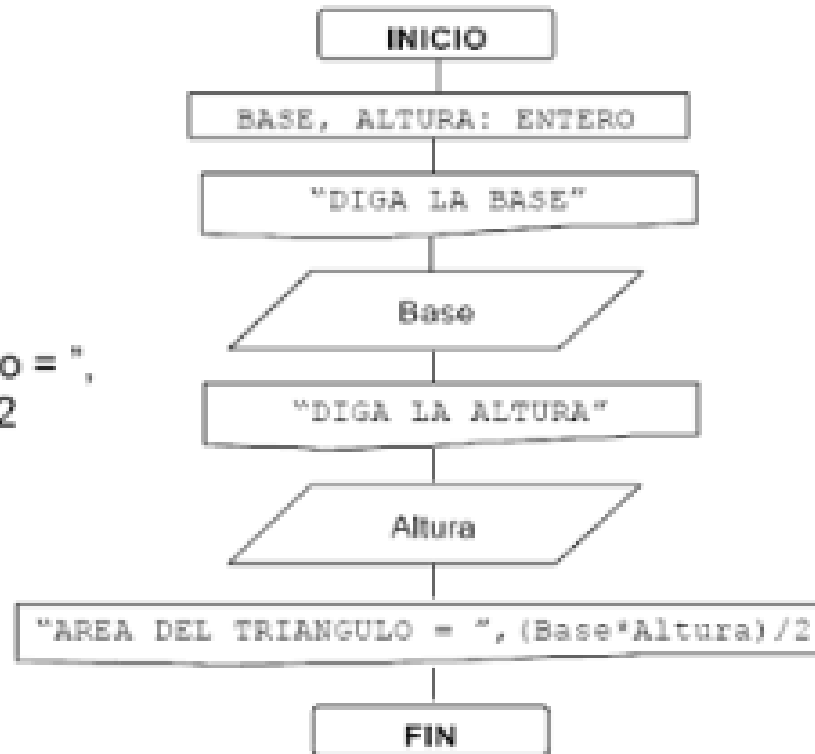 INICIO
BASE, ALTURA: ENTERO
"DIGA LA BASE"
Base
o = ",
2
"DIGA LA ALTURA"
Altura
"AREA DEL TRIANGULO = ", (Base*Altura)/2
FIN